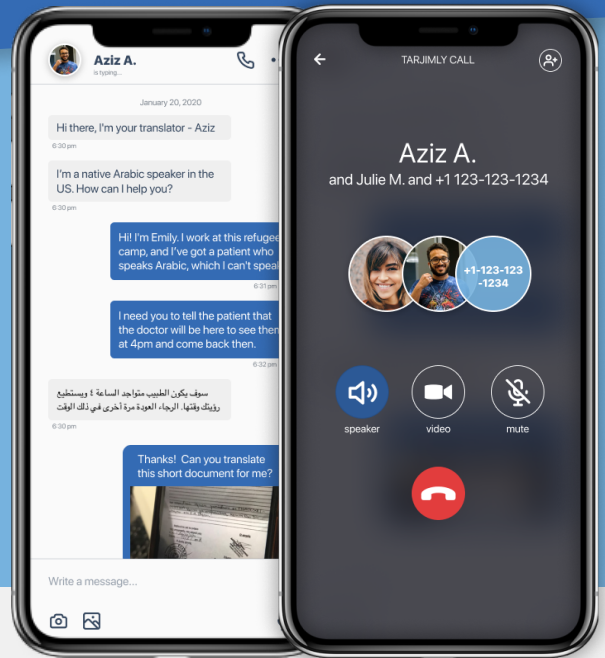 Aziz A.
is typing...
January 20, 2020
Hi there, I'm your translator - Aziz
6:30 pm
I'm a native Arabic speaker in the
US. How can I help you?
6:30 pm
Hi! I'm Emily. I work at this refugee
camp, and I've got a patient who
speaks Arabic, which I can't speak
6:31 pm
I need you to tell the patient that
the doctor will be here to see them
at 4pm and come back then.
6:32 pm
سوف يكون الطبيب متواجد الساعة ٤ ويستطيع
رؤيتك وقتها. الرجاء العودة مرة أخرى في ذلك الوقت
6:30 pm
Thanks! Can you translate
this short document for me?
Write a message...
TARJIMLY CALL
Aziz A.
and Julie M. and +1 123-123-1234
+1-123-123
-1234
speaker
video
mute